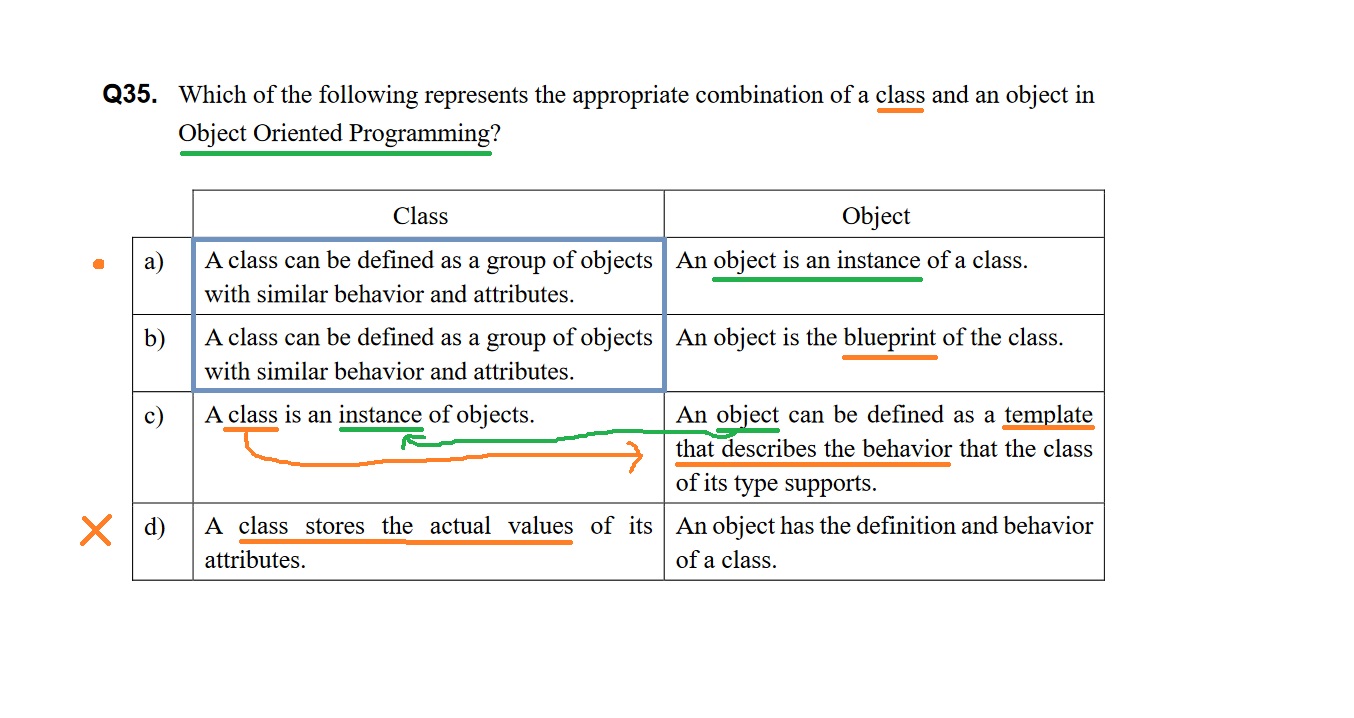 Q35. Which of the following represents the appropriate combination of a class and an object in
Object Oriented Programming?
Class Object
a) A class can be defined as a group of objects An object is an instance of a class.
with similar behavior and attributes.
b) A class can be defined as a group of objects An object is the blueprint of the class.
with similar behavior and attributes.
c) A class is an instance of objects. An object can be defined as a template
that describes the behavior that the class
of its type supports.
d) A class stores the actual values of its An object has the definition and behavior
attributes. of a class.